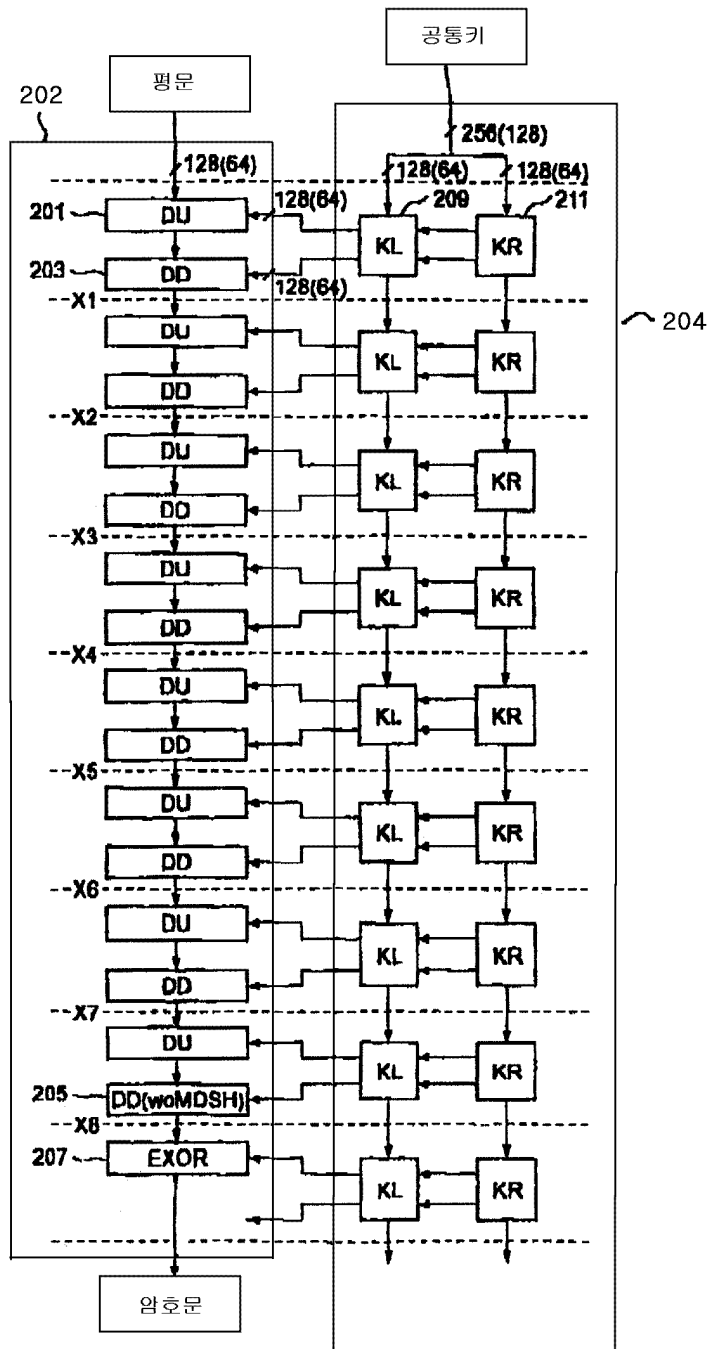 공통키
평문
202
256(128)
128(64)
128(64)
128(64)
201
DU
128(64)
209
211
KL
KR
203
DD
128(64)
X1
204
DU
KL
KR
DD
X2
DU
KL
KR
DD
X3
DU
KL
KR
DD
X4
DU
KL
KR
DD
X5
DU
KL
KR
DD
X6
DU
KL
KR
DD
X7
DU
KL
KR
205
DD(woMDSH)
X8
207
EXOR
KL
KR
암호문